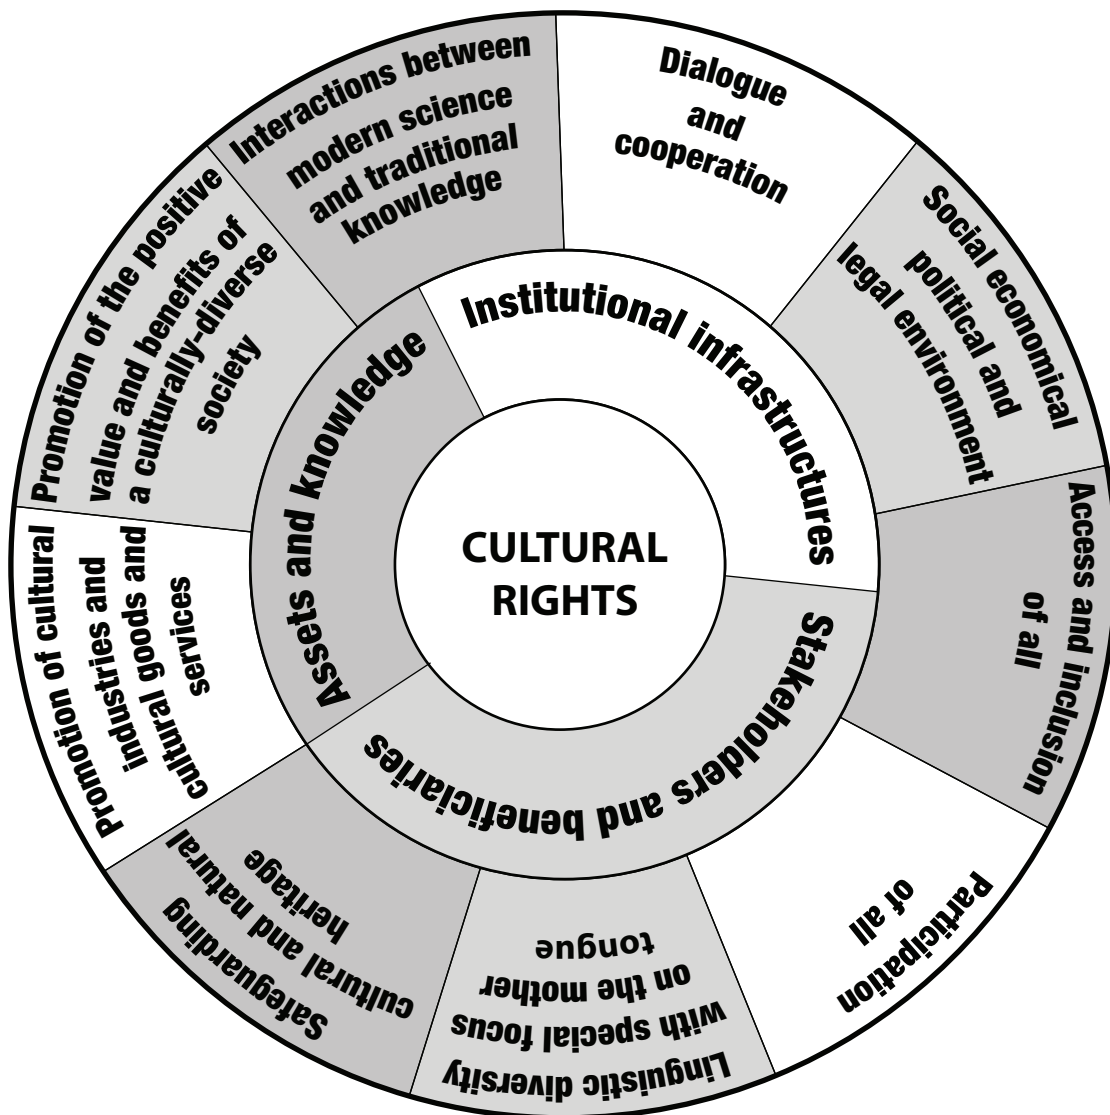 CULTURAL
RIGHTS
Institutional infrastructures
Stakeholders and beneficiaries
Assets and knowledge
Dialogue
and
cooperation
Social economical
political and
legal environment
Access and inclusion
of all
Participation
of all
Linguistic diversity
with special focus
on the mother
tongue
Safeguarding
cultural and natural
heritage
Promotion of cultural
industries and
cultural goods and
services
Promotion of the positive
value and benefits of
a culturally-diverse
society
Interactions between
modern science
and traditional
knowledge